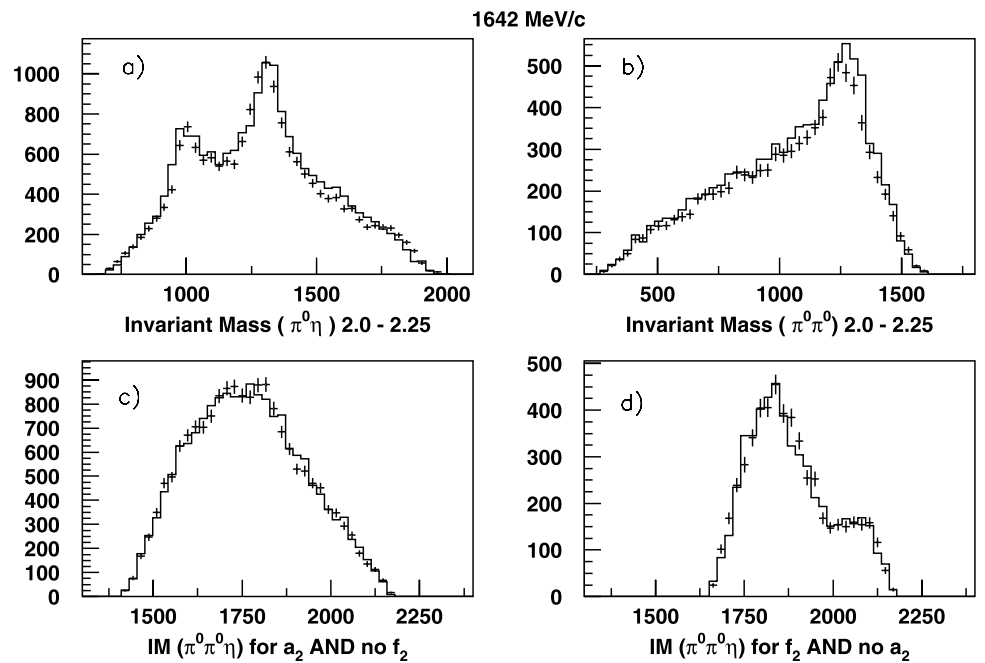 1642 MeV/c
a)
1000
800
600
400
200
0
1000 1500 2000
Invariant Mass ( π⁰η ) 2.0 - 2.25
b)
500
400
300
200
100
0
500 1000 1500
Invariant Mass ( π⁰π⁰) 2.0 - 2.25
c)
900
800
700
600
500
400
300
200
100
0
1500 1750 2000 2250
IM (π⁰π⁰η) for a₂ AND no f₂
d)
500
400
300
200
100
0
1500 1750 2000 2250
IM (π⁰π⁰η) for f₂ AND no a₂